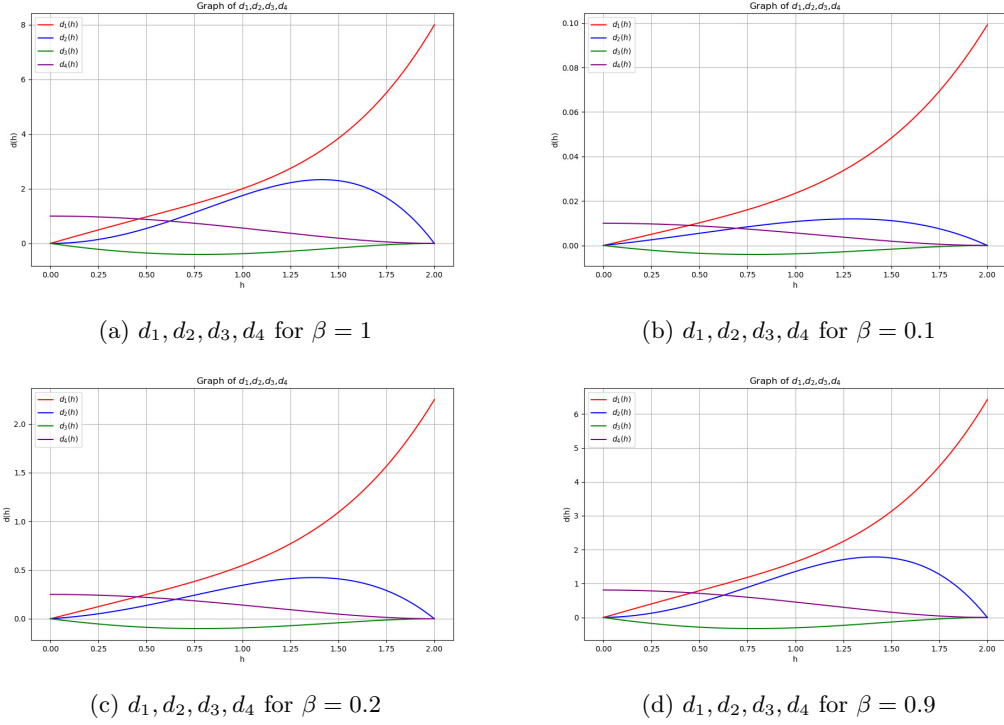 Graph of d₁,d₂,d₃,d₄
d₁(h)
d₂(h)
d₃(h)
d₄(h)
8
6
4
2
0
d(h)
0.00 0.25 0.50 0.75 1.00 1.25 1.50 1.75 2.00
h
(a) d₁, d₂, d₃, d₄ for β = 1
Graph of d₁,d₂,d₃,d₄
d₁(h)
d₂(h)
d₃(h)
d₄(h)
0.10
0.08
0.06
0.04
0.02
0.00
d(h)
0.00 0.25 0.50 0.75 1.00 1.25 1.50 1.75 2.00
h
(b) d₁, d₂, d₃, d₄ for β = 0.1
Graph of d₁,d₂,d₃,d₄
d₁(h)
d₂(h)
d₃(h)
d₄(h)
2.0
1.5
1.0
0.5
0.0
d(h)
0.00 0.25 0.50 0.75 1.00 1.25 1.50 1.75 2.00
h
(c) d₁, d₂, d₃, d₄ for β = 0.2
Graph of d₁,d₂,d₃,d₄
d₁(h)
d₂(h)
d₃(h)
d₄(h)
6
5
4
3
2
1
0
d(h)
0.00 0.25 0.50 0.75 1.00 1.25 1.50 1.75 2.00
h
(d) d₁, d₂, d₃, d₄ for β = 0.9